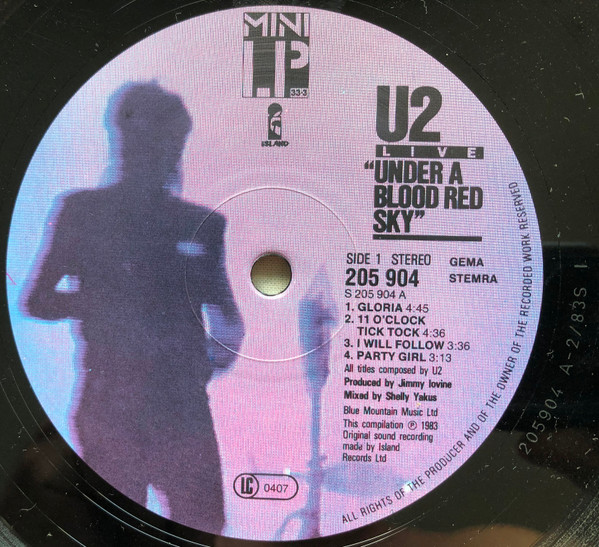 MINI
LP
33·3
ISLAND
U2
LIVE
"UNDER A
BLOOD RED
SKY"
SIDE 1 STEREO GEMA
205 904 STEMRA
S 205 904 A
1. GLORIA 4:45
2. 11 O'CLOCK
TICK TOCK 4:36
3. I WILL FOLLOW 3:36
4. PARTY GIRL 3:13
All titles composed by U2
Produced by Jimmy Iovine
Mixed by Shelly Yakus
Blue Mountain Music Ltd
This compilation ℗ 1983
Original sound recording
made by Island
Records Ltd
LC 0407
ALL RIGHTS OF THE PRODUCER AND OF THE OWNER OF THE RECORDED WORK RESERVED
205904 A-2/83S 1